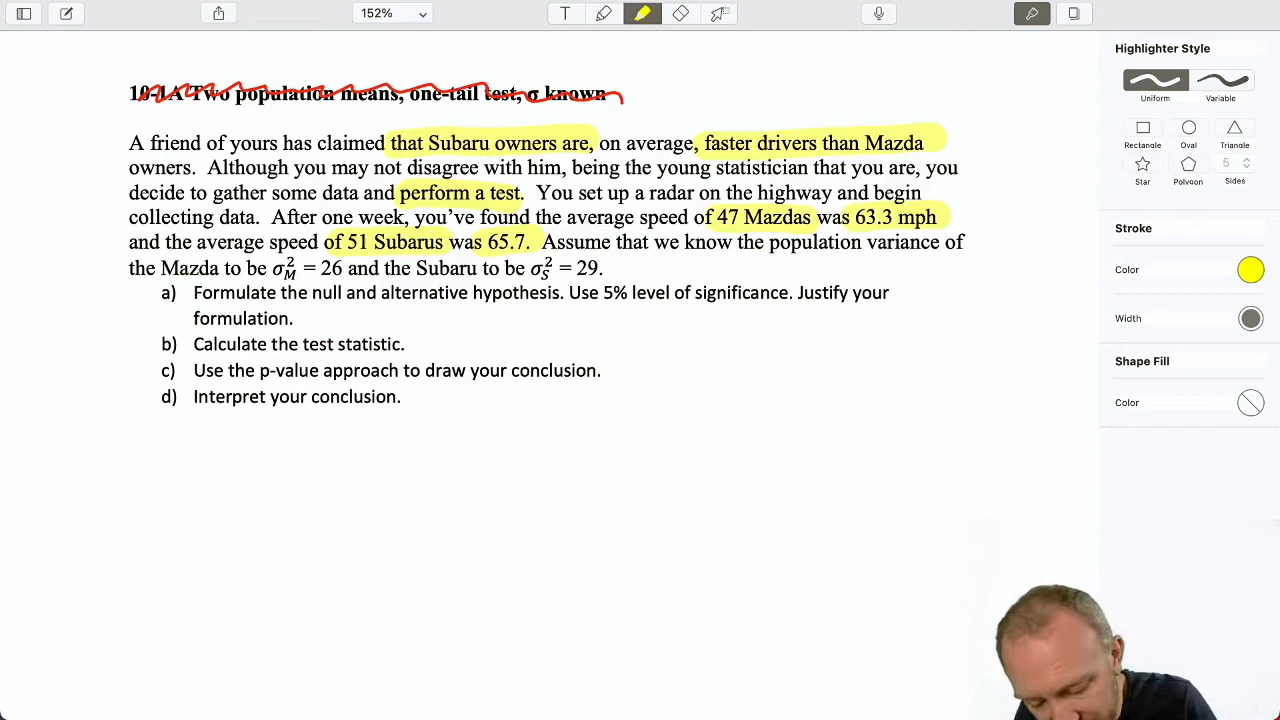 152%
T
10-1A Two population means, one-tail test, σ known
A friend of yours has claimed that Subaru owners are, on average, faster drivers than Mazda
owners. Although you may not disagree with him, being the young statistician that you are, you
decide to gather some data and perform a test. You set up a radar on the highway and begin
collecting data. After one week, you've found the average speed of 47 Mazdas was 63.3 mph
and the average speed of 51 Subarus was 65.7. Assume that we know the population variance of
the Mazda to be σ²_M = 26 and the Subaru to be σ²_S = 29.
a) Formulate the null and alternative hypothesis. Use 5% level of significance. Justify your
formulation.
b) Calculate the test statistic.
c) Use the p-value approach to draw your conclusion.
d) Interpret your conclusion.
Highlighter Style
Uniform Variable
Rectangle Oval Triangle
5
Star Polygon Sides
Stroke
Color
Width
Shape Fill
Color